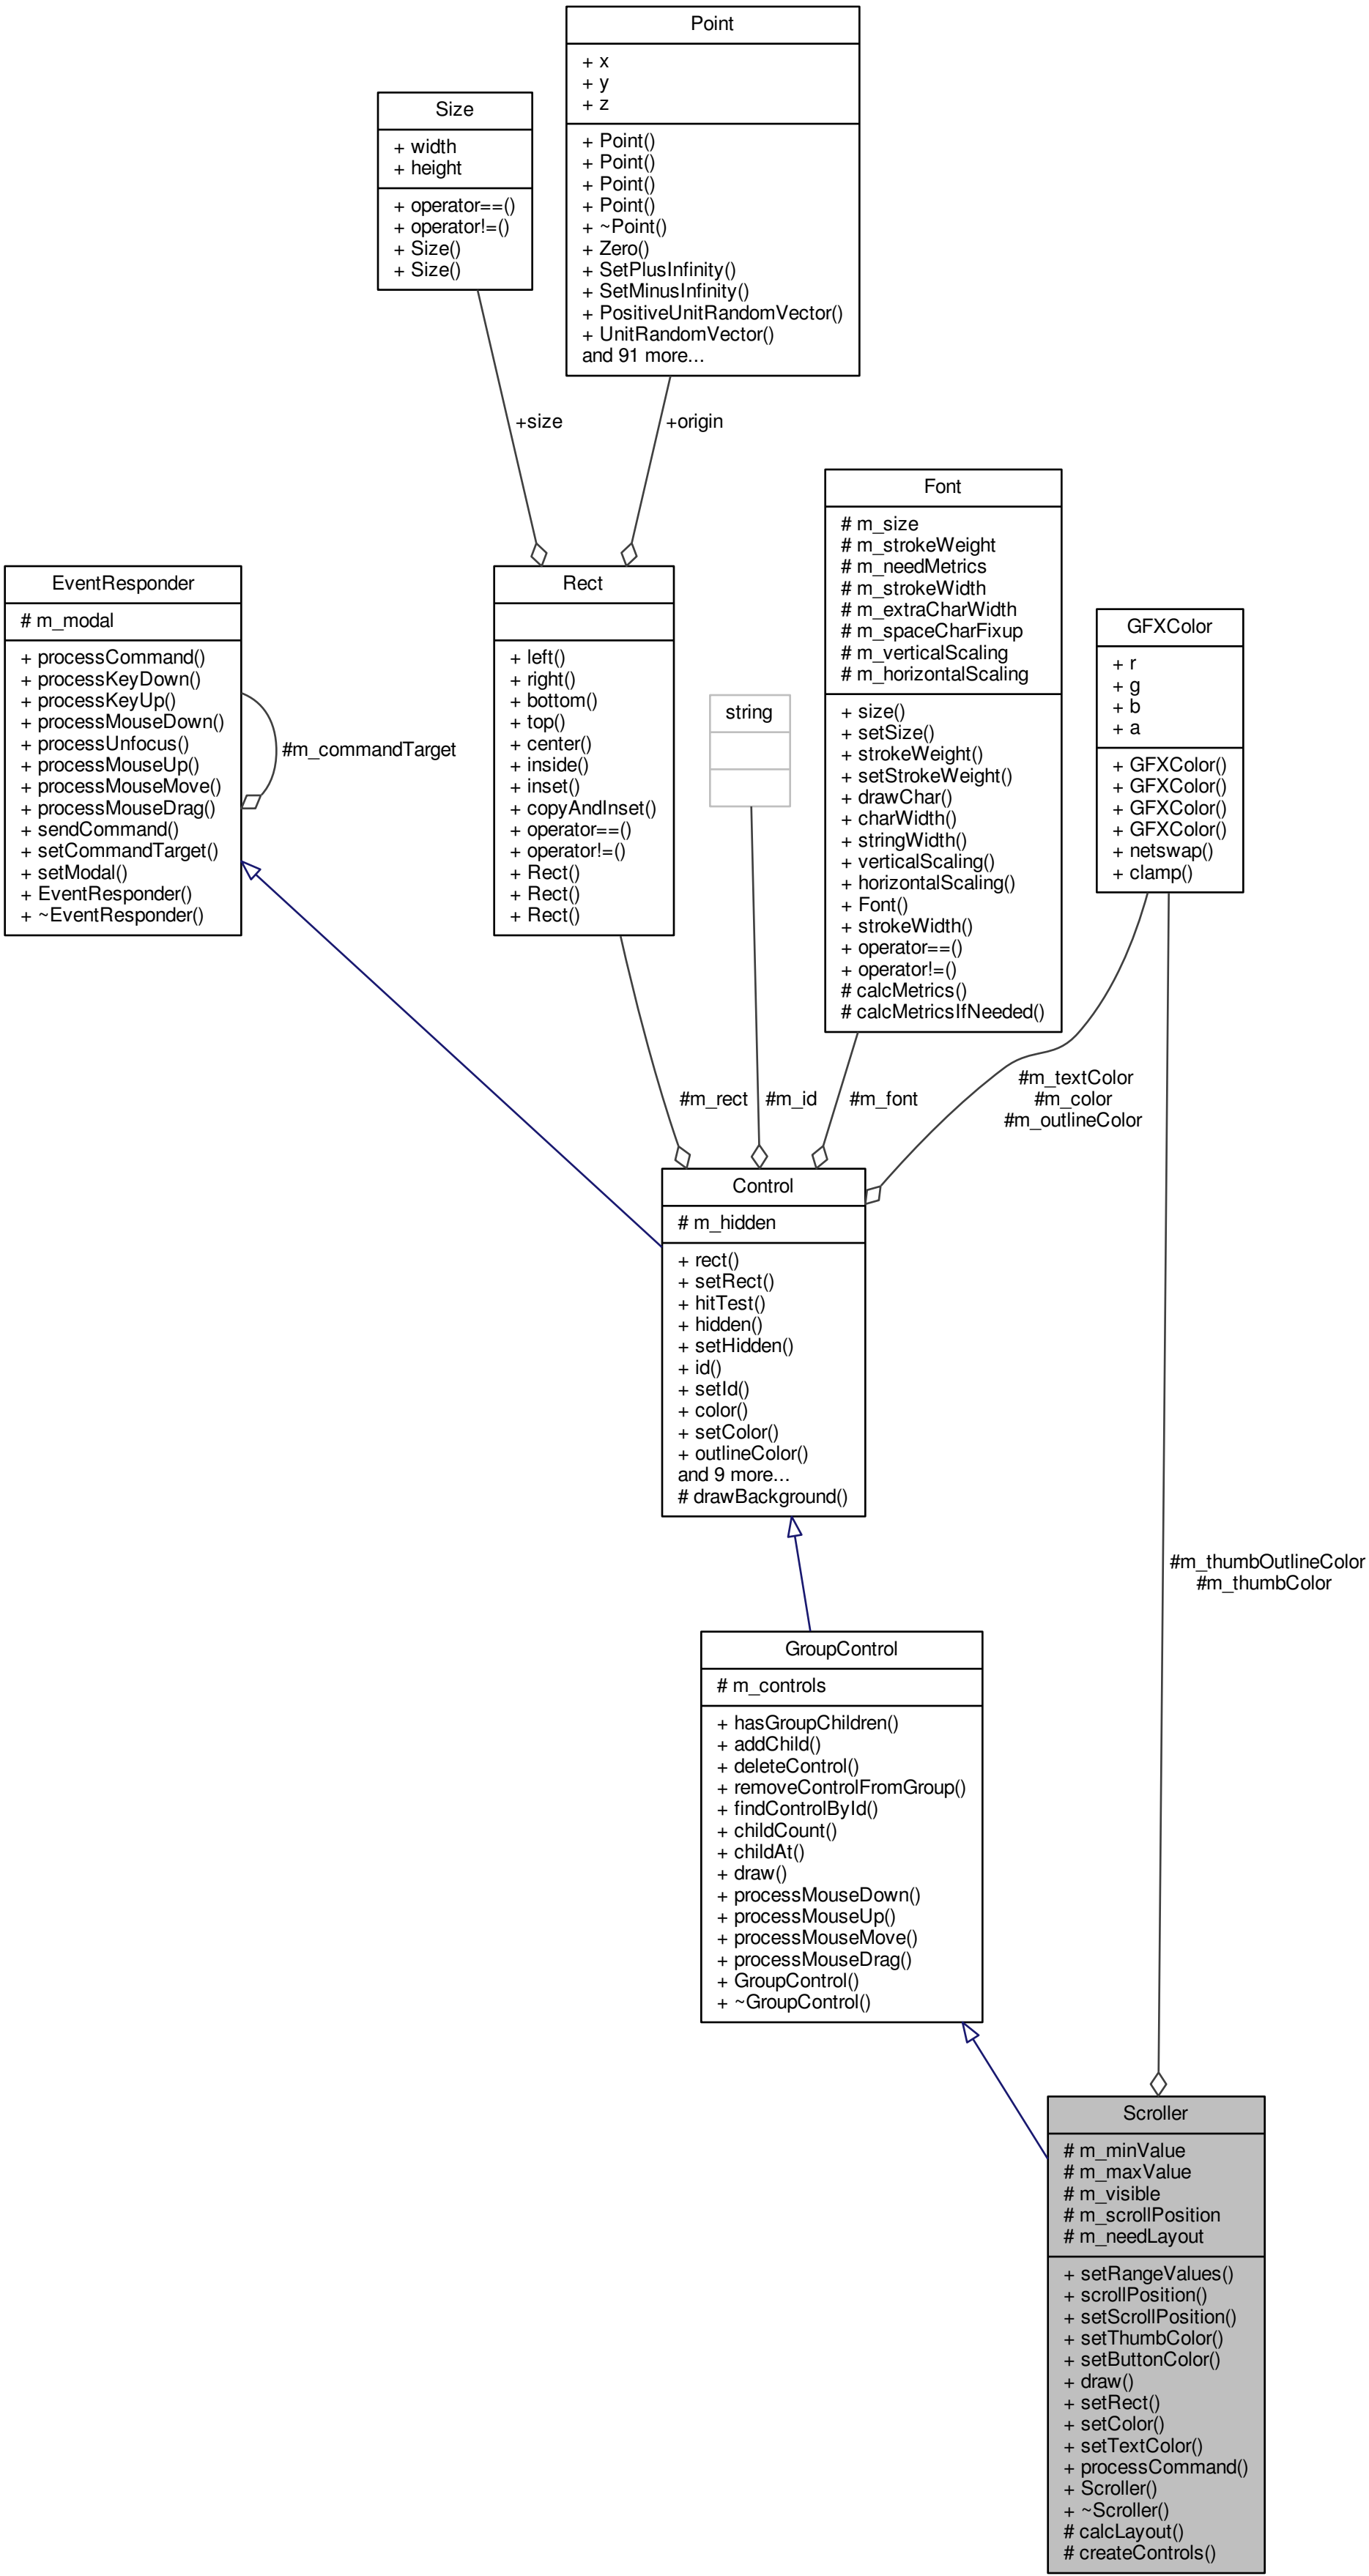 Point
+ x
+ y
+ z
+ Point()
+ Point()
+ Point()
+ Point()
+ ~Point()
+ Zero()
+ SetPlusInfinity()
+ SetMinusInfinity()
+ PositiveUnitRandomVector()
+ UnitRandomVector()
and 91 more...
Size
+ width
+ height
+ operator==()
+ operator!=()
+ Size()
+ Size()
+size
+origin
EventResponder
# m_modal
+ processCommand()
+ processKeyDown()
+ processKeyUp()
+ processMouseDown()
+ processUnfocus()
+ processMouseUp()
+ processMouseMove()
+ processMouseDrag()
+ sendCommand()
+ setCommandTarget()
+ setModal()
+ EventResponder()
+ ~EventResponder()
#m_commandTarget
Rect
+ left()
+ right()
+ bottom()
+ top()
+ center()
+ inside()
+ inset()
+ copyAndInset()
+ operator==()
+ operator!=()
+ Rect()
+ Rect()
+ Rect()
string
Font
# m_size
# m_strokeWeight
# m_needMetrics
# m_strokeWidth
# m_extraCharWidth
# m_spaceCharFixup
# m_verticalScaling
# m_horizontalScaling
+ size()
+ setSize()
+ strokeWeight()
+ setStrokeWeight()
+ drawChar()
+ charWidth()
+ stringWidth()
+ verticalScaling()
+ horizontalScaling()
+ Font()
+ strokeWidth()
+ operator==()
+ operator!=()
# calcMetrics()
# calcMetricsIfNeeded()
GFXColor
+ r
+ g
+ b
+ a
+ GFXColor()
+ GFXColor()
+ GFXColor()
+ GFXColor()
+ netswap()
+ clamp()
#m_rect
#m_id
#m_font
#m_textColor
#m_color
#m_outlineColor
Control
# m_hidden
+ rect()
+ setRect()
+ hitTest()
+ hidden()
+ setHidden()
+ id()
+ setId()
+ color()
+ setColor()
+ outlineColor()
and 9 more...
# drawBackground()
#m_thumbOutlineColor
#m_thumbColor
GroupControl
# m_controls
+ hasGroupChildren()
+ addChild()
+ deleteControl()
+ removeControlFromGroup()
+ findControlById()
+ childCount()
+ childAt()
+ draw()
+ processMouseDown()
+ processMouseUp()
+ processMouseMove()
+ processMouseDrag()
+ GroupControl()
+ ~GroupControl()
Scroller
# m_minValue
# m_maxValue
# m_visible
# m_scrollPosition
# m_needLayout
+ setRangeValues()
+ scrollPosition()
+ setScrollPosition()
+ setThumbColor()
+ setButtonColor()
+ draw()
+ setRect()
+ setColor()
+ setTextColor()
+ processCommand()
+ Scroller()
+ ~Scroller()
# calcLayout()
# createControls()